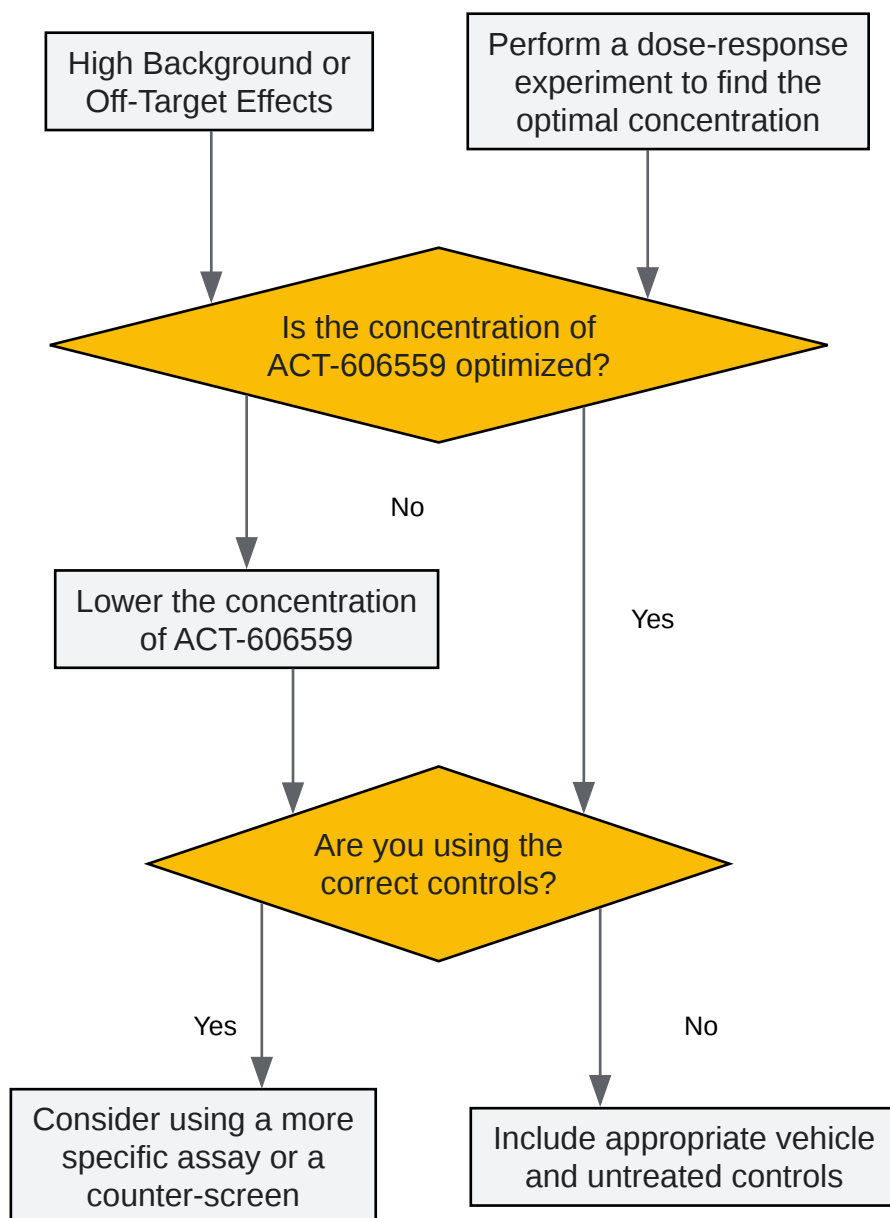 High Background or
Off-Target Effects
Perform a dose-response
experiment to find the
optimal concentration
Is the concentration of
ACT-606559 optimized?
No
Lower the concentration
of ACT-606559
Yes
Are you using the
correct controls?
Yes
No
Consider using a more
specific assay or a
counter-screen
Include appropriate vehicle
and untreated controls